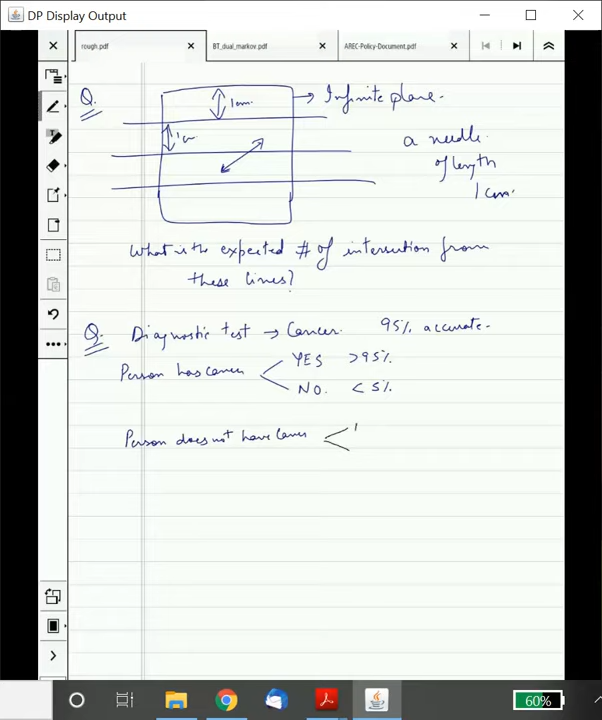 DP Display Output
rough.pdf
BT_dual_markov.pdf
AREC-Policy-Document.pdf
Q.
1cm.
Infinite plane.
1c
a needle
of length
1 cm.
What is the expected # of intersection from
these lines?
Q.
Diagnostic test → Cancer. 95% accurate.
Person has cancer
YES >95%.
NO. <5%.
Person does not have cancer
60%